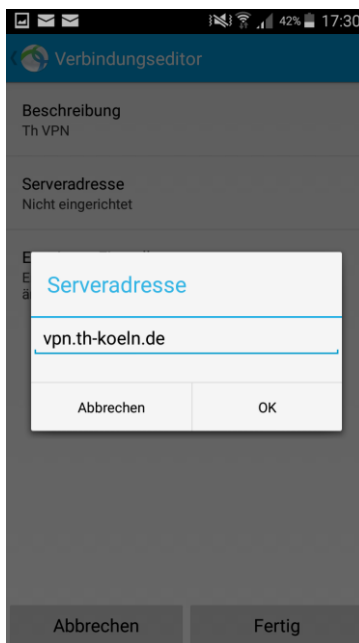 42% 17:30
Verbindungseditor
Beschreibung
Th VPN
Serveradresse
Nicht eingerichtet
E
E
ä
Serveradresse
vpn.th-koeln.de
Abbrechen OK
Abbrechen Fertig